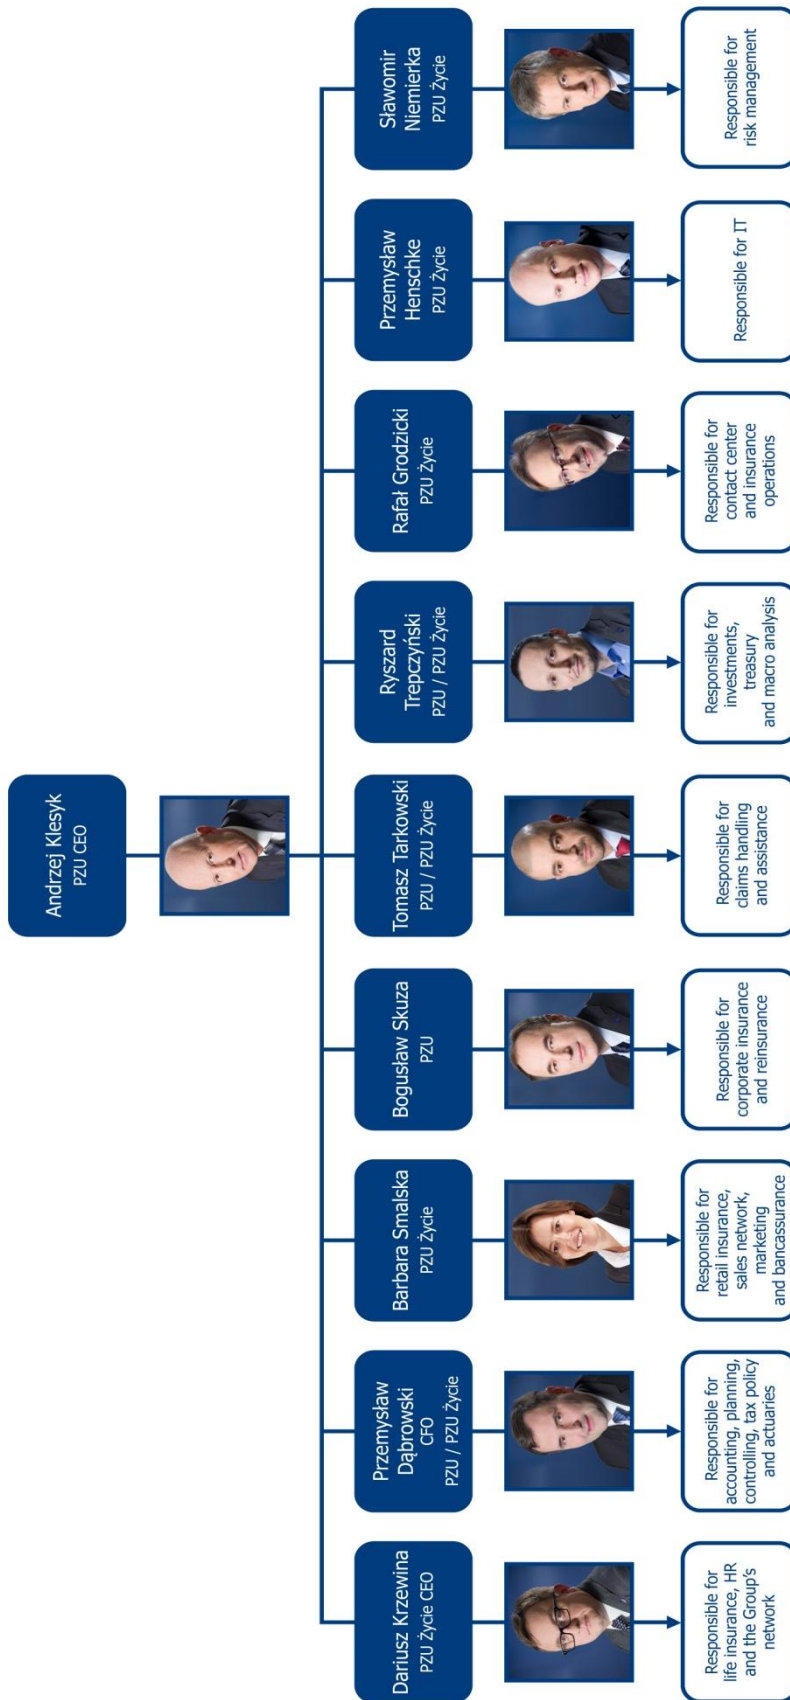 Andrzej Klesyk
PZU CEO
Dariusz Krzewina
PZU Życie CEO
Przemysław
Dąbrowski
CFO
PZU / PZU Życie
Barbara Smalska
PZU Życie
Bogusław Skuza
PZU
Tomasz Tarkowski
PZU / PZU Życie
Ryszard
Trepczyński
PZU / PZU Życie
Rafał Grodzicki
PZU Życie
Przemysław
Henschke
PZU Życie
Sławomir
Niemierka
PZU Życie
Responsible for
life insurance, HR
and the Group's
network
Responsible for
accounting, planning,
controlling, tax policy
and actuaries
Responsible for
retail insurance,
sales network,
marketing
and bancassurance
Responsible for
corporate insurance
and reinsurance
Responsible for
claims handling
and assistance
Responsible for
investments,
treasury
and macro analysis
Responsible for
contact center
and insurance
operations
Responsible for IT
Responsible for
risk management